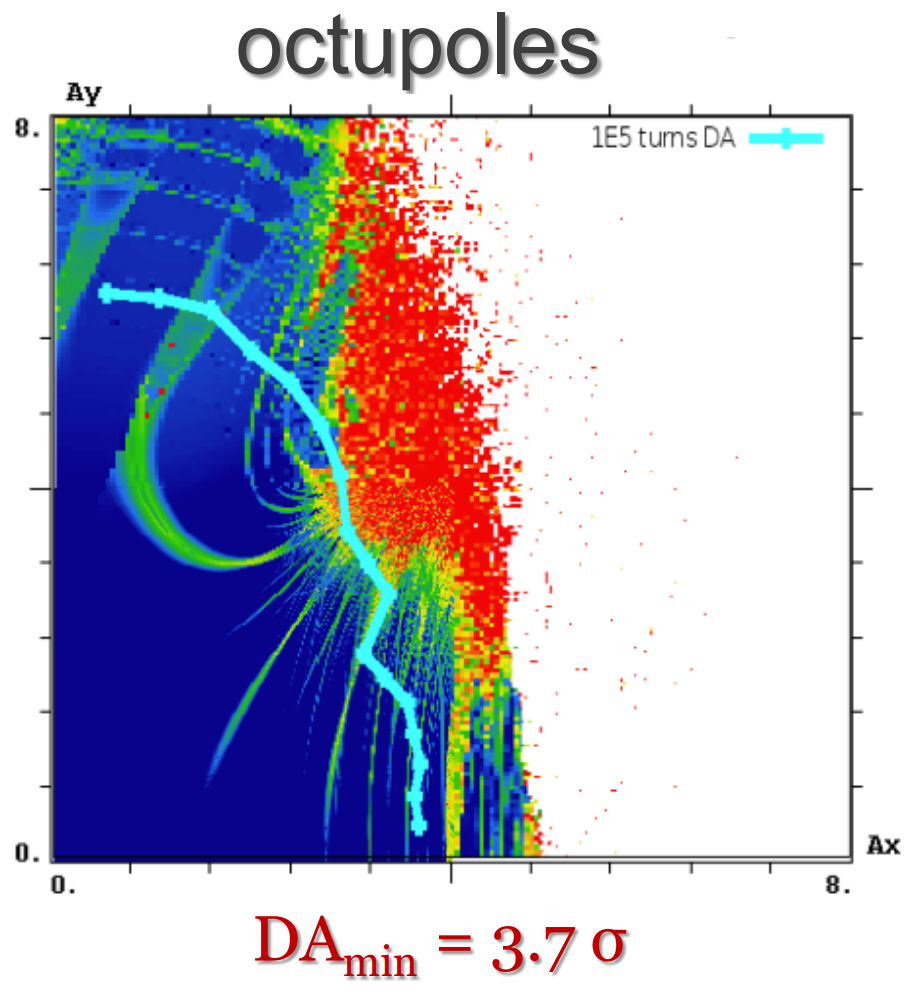 octupoles
Ay
8.
1E5 turns DA
0.
Ax
0.
8.
DAmin = 3.7 σ